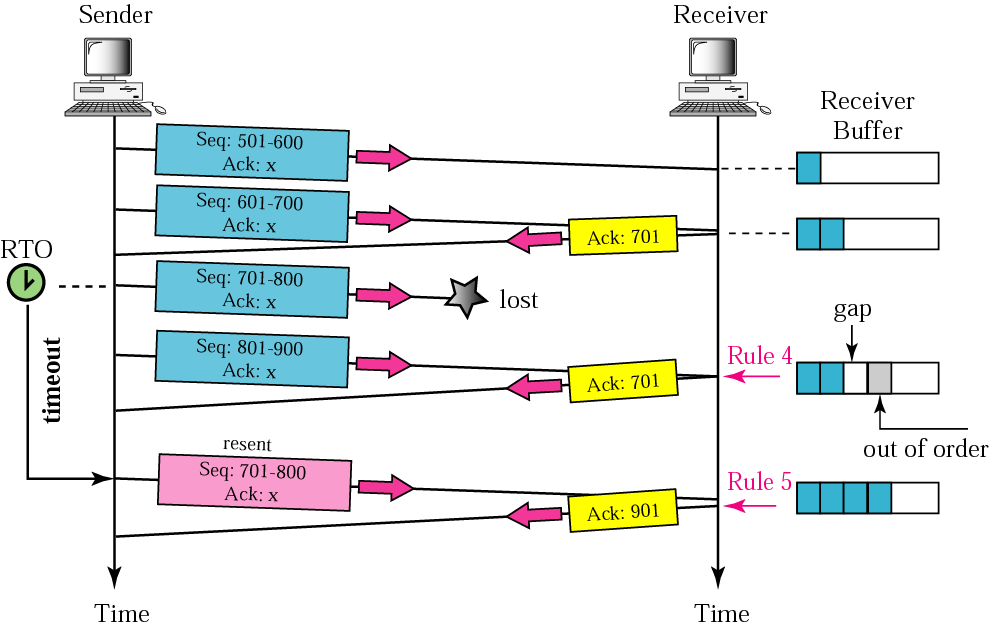 Sender
Receiver
Receiver
Buffer
Seq: 501-600
Ack: x
Seq: 601-700
Ack: x
Ack: 701
RTO
Seq: 701-800
Ack: x
lost
gap
timeout
Seq: 801-900
Ack: x
Ack: 701
Rule 4
out of order
resent
Seq: 701-800
Ack: x
Ack: 901
Rule 5
Time
Time